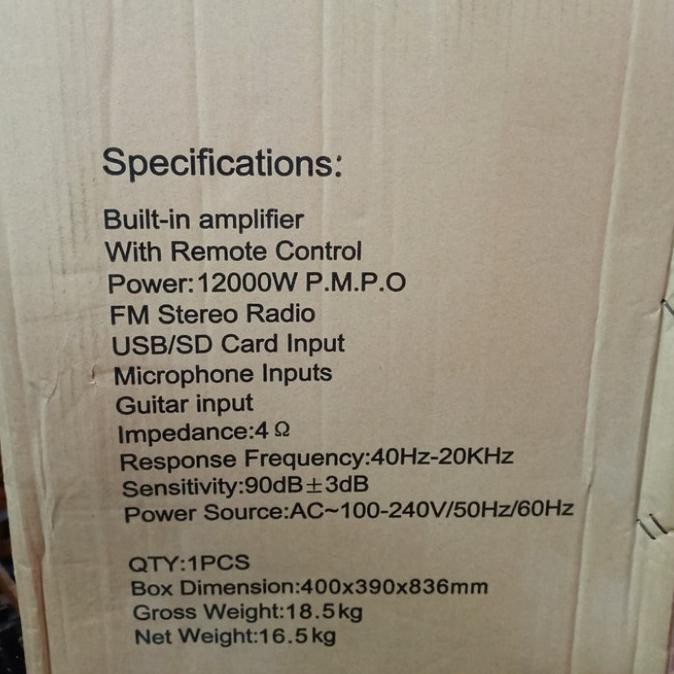 Specifications:
Built-in amplifier
With Remote Control
Power:12000W P.M.P.O
FM Stereo Radio
USB/SD Card Input
Microphone Inputs
Guitar input
Impedance:4 Ω
Response Frequency:40Hz-20KHz
Sensitivity:90dB±3dB
Power Source:AC~100-240V/50Hz/60Hz
QTY:1PCS
Box Dimension:400x390x836mm
Gross Weight:18.5kg
Net Weight:16.5kg